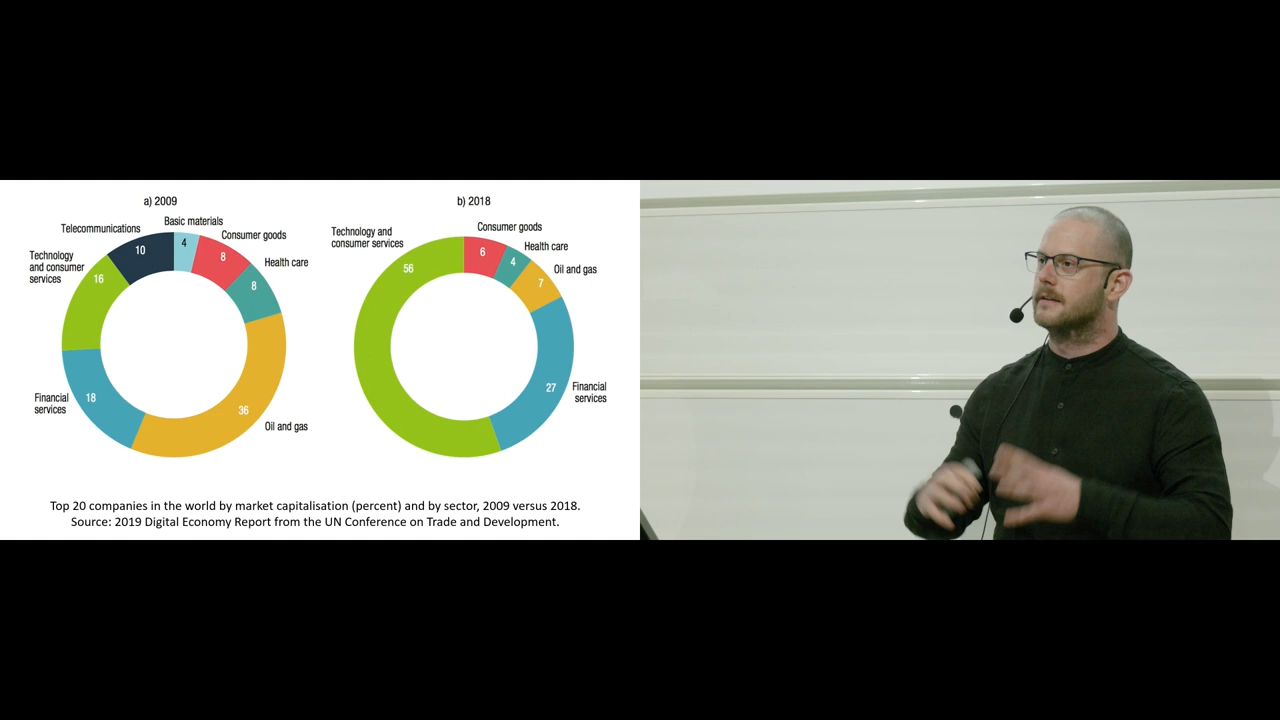 a) 2009
Basic materials
4
Consumer goods
8
Health care
8
36
Oil and gas
Financial
services
18
Technology
and consumer
services
16
Telecommunications
10
b) 2018
Consumer goods
6
Health care
4
Oil and gas
7
27
Financial
services
Technology and
consumer services
56
Top 20 companies in the world by market capitalisation (percent) and by sector, 2009 versus 2018.
Source: 2019 Digital Economy Report from the UN Conference on Trade and Development.